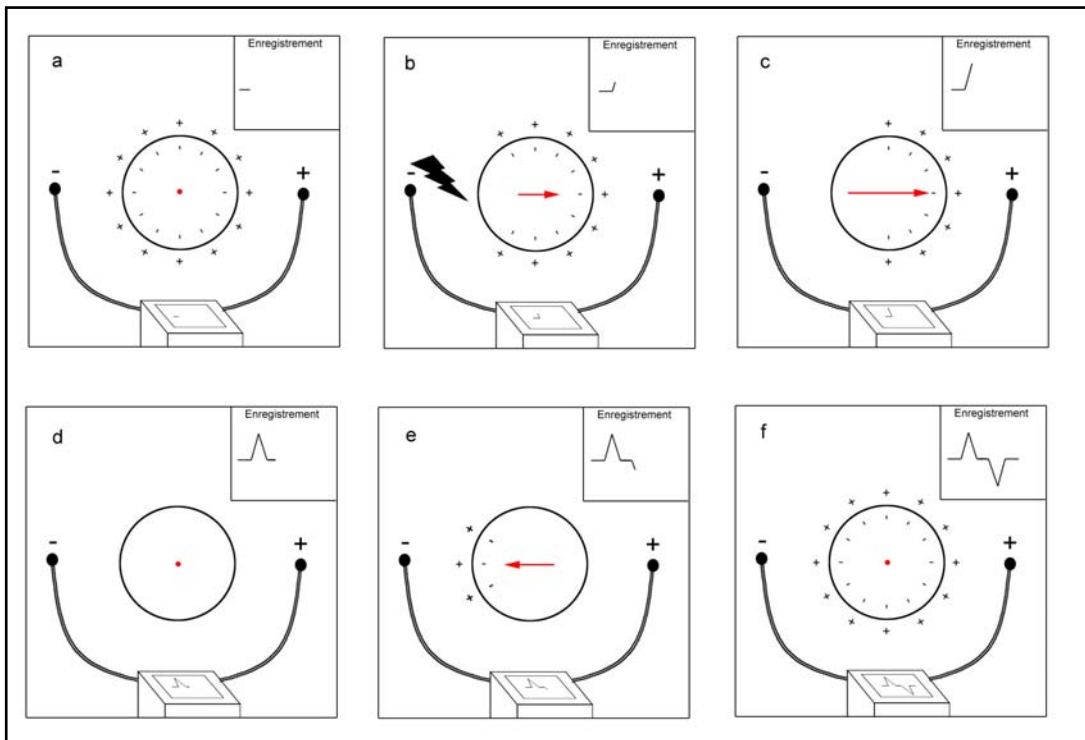 a
Enregistrement
- +
b
Enregistrement
- +
c
Enregistrement
- +
d
Enregistrement
- +
e
Enregistrement
- +
f
Enregistrement
- +